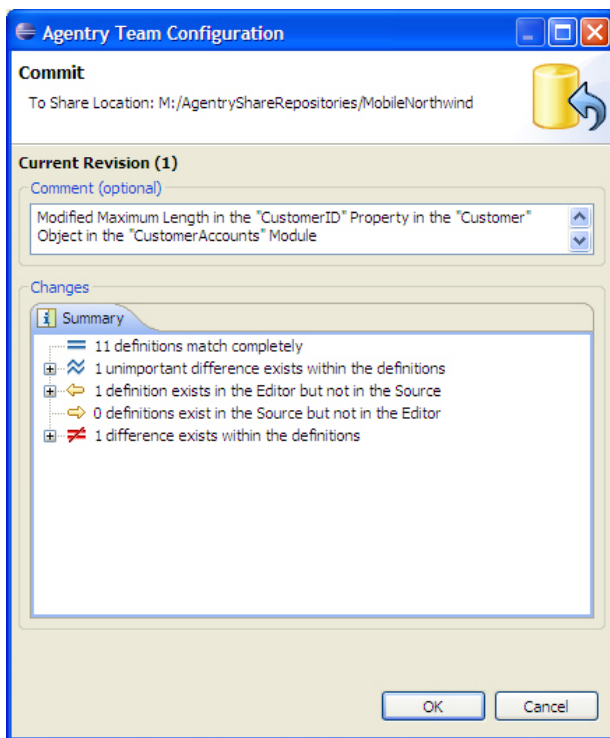 Agentry Team Configuration
Commit
To Share Location: M:/AgentryShareRepositories/MobileNorthwind
Current Revision (1)
Comment (optional)
Modified Maximum Length in the "CustomerID" Property in the "Customer"
Object in the "CustomerAccounts" Module
Changes
Summary
11 definitions match completely
1 unimportant difference exists within the definitions
1 definition exists in the Editor but not in the Source
0 definitions exist in the Source but not in the Editor
1 difference exists within the definitions
OK Cancel